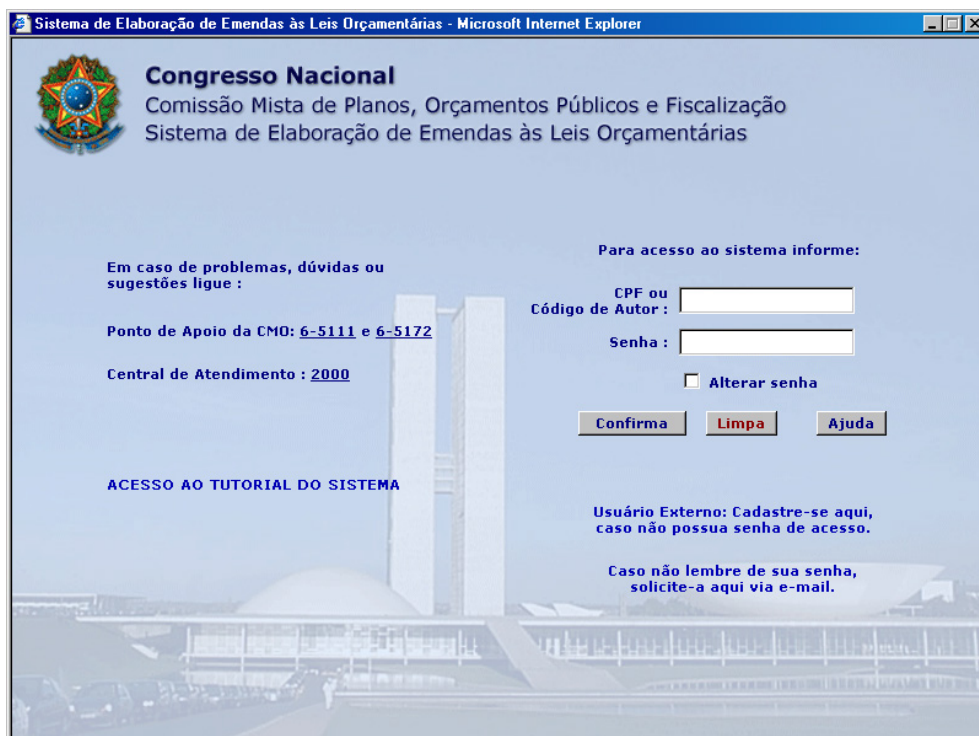 Sistema de Elaboração de Emendas às Leis Orçamentárias - Microsoft Internet Explorer
Congresso Nacional
Comissão Mista de Planos, Orçamentos Públicos e Fiscalização
Sistema de Elaboração de Emendas às Leis Orçamentárias
Em caso de problemas, dúvidas ou
sugestões ligue :
Ponto de Apoio da CMO: 6-5111 e 6-5172
Central de Atendimento : 2000
ACESSO AO TUTORIAL DO SISTEMA
Para acesso ao sistema informe:
CPF ou
Código de Autor :
Senha :
Alterar senha
Confirma Limpa Ajuda
Usuário Externo: Cadastre-se aqui,
caso não possua senha de acesso.
Caso não lembre de sua senha,
solicite-a aqui via e-mail.